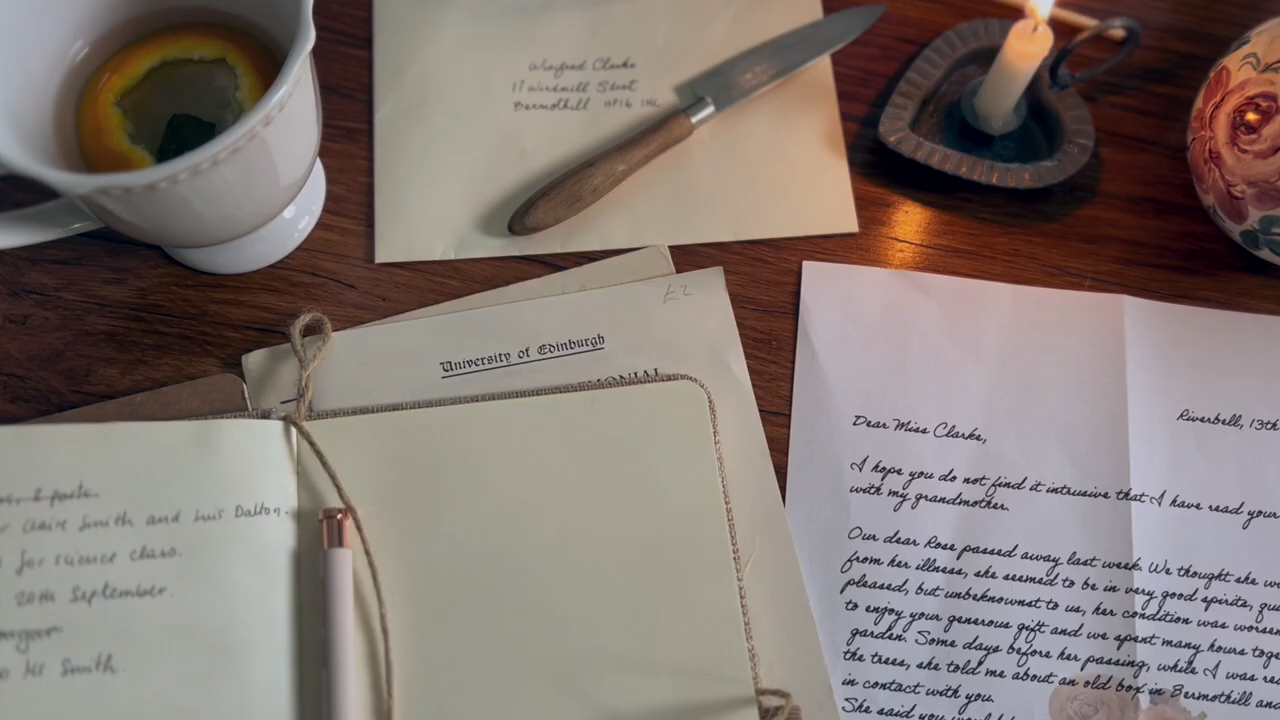 Winifred Clarke
17 Windmill Street
Bermothill HP16 1HL
£2
University of Edinburgh
Claire Smith and Luis Dalton.
for science class.
20th September.
Mr Smith
Riverbell, 13th
Dear Miss Clarke,
I hope you do not find it intrusive that I have read your
with my grandmother.
Our dear Rose passed away last week. We thought she
from her illness, she seemed to be in very good spirits,
pleased, but unbeknownst to us, her condition was
to enjoy your generous gift and we spent many hours
garden. Some days before her passing, while I was
the trees, she told me about an old box in Bermothill and
in contact with you.
She said you